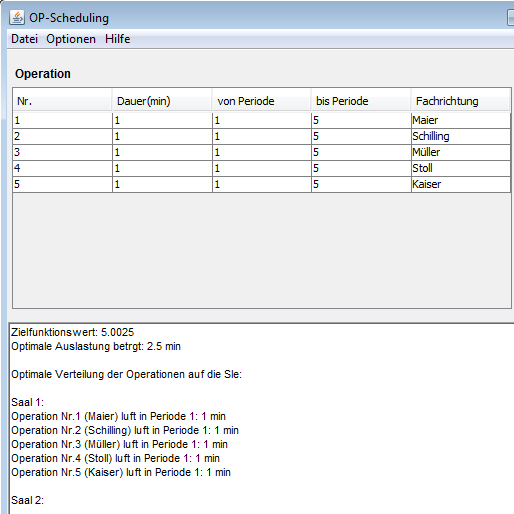 OP-Scheduling
Datei Optionen Hilfe
Operation
Nr. Dauer(min) von Periode bis Periode Fachrichtung
1 1 1 5 Maier
2 1 1 5 Schilling
3 1 1 5 Müller
4 1 1 5 Stoll
5 1 1 5 Kaiser
Zielfunktionswert: 5.0025
Optimale Auslastung betrgt: 2.5 min
Optimale Verteilung der Operationen auf die Sle:
Saal 1:
Operation Nr.1 (Maier) luft in Periode 1: 1 min
Operation Nr.2 (Schilling) luft in Periode 1: 1 min
Operation Nr.3 (Müller) luft in Periode 1: 1 min
Operation Nr.4 (Stoll) luft in Periode 1: 1 min
Operation Nr.5 (Kaiser) luft in Periode 1: 1 min
Saal 2: